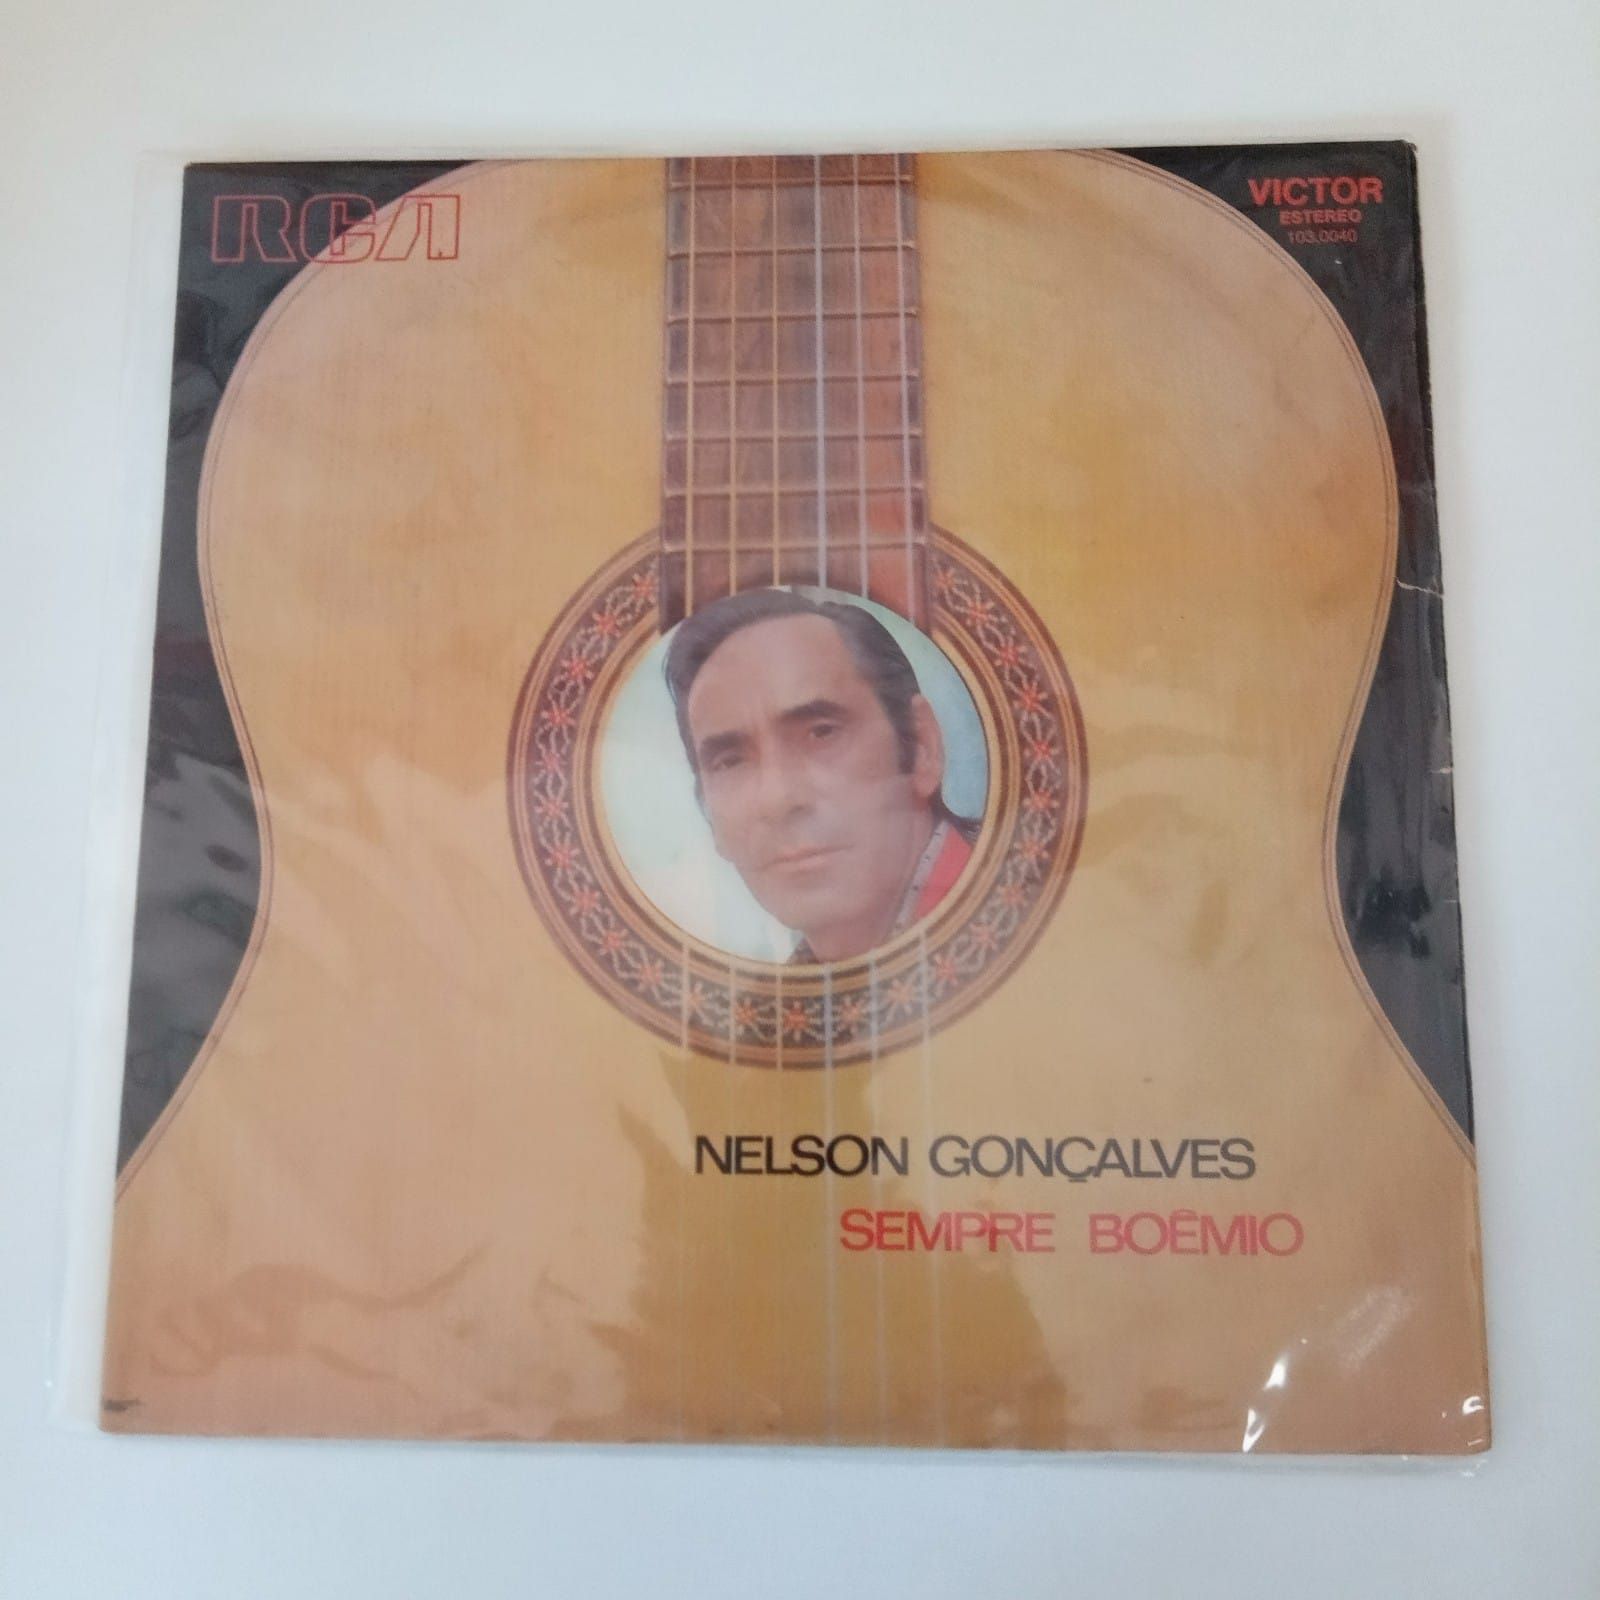 RCA
VICTOR
ESTEREO
103.0040
NELSON GONÇALVES
SEMPRE BOÊMIO